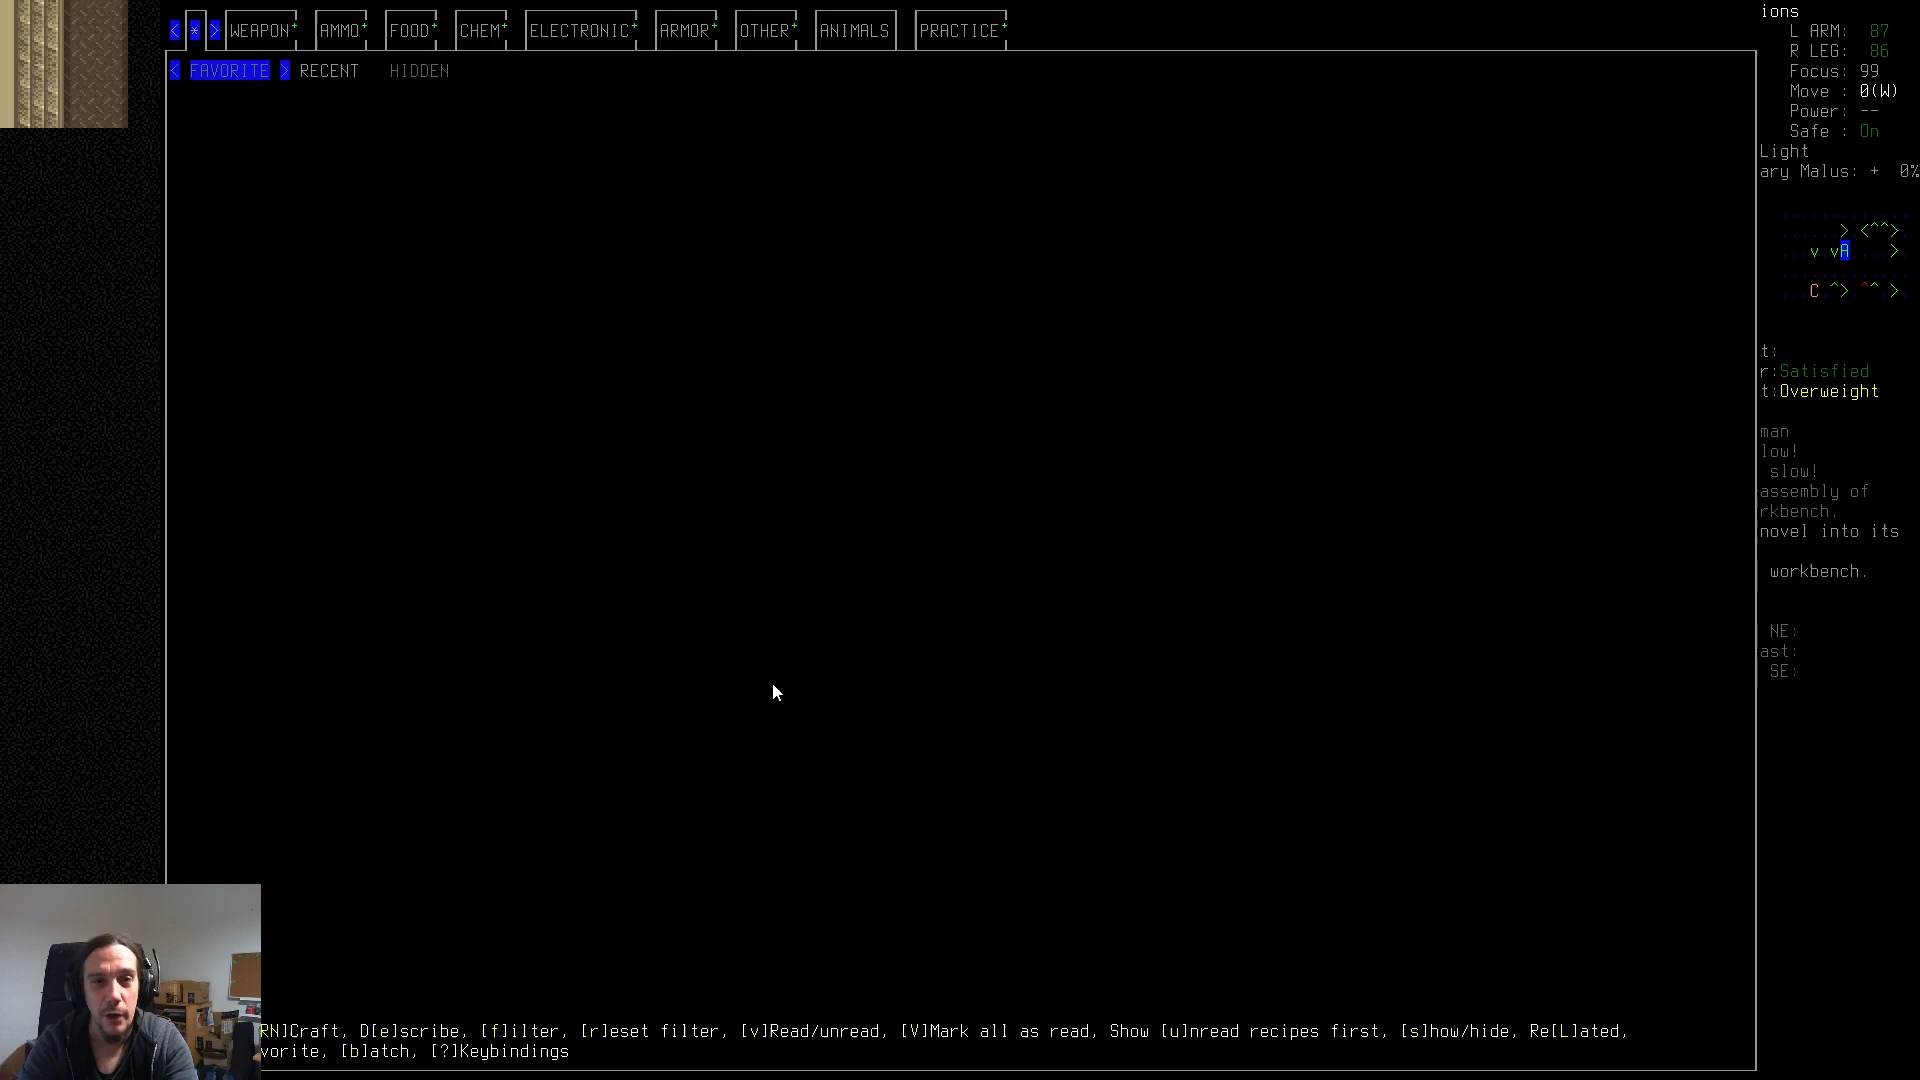 < * > WEAPON+ AMMO+ FOOD+ CHEM+ ELECTRONIC+ ARMOR+ OTHER+ ANIMALS PRACTICE+
< FAVORITE > RECENT HIDDEN
ions
L ARM: 87
R LEG: 86
Focus: 99
Move : 0(W)
Power: --
Safe : On
Light
ary Malus: + 0%
> <^^>
v vA >
C ^> ^^ >
t:
r:Satisfied
t:Overweight
man
low!
slow!
assembly of
rkbench.
novel into its
workbench.
NE:
ast:
SE:
RN]Craft, D[e]scribe, [f]ilter, [r]eset filter, [v]Read/unread, [V]Mark all as read, Show [u]nread recipes first, [s]how/hide, Re[L]ated,
vorite, [b]atch, [?]Keybindings